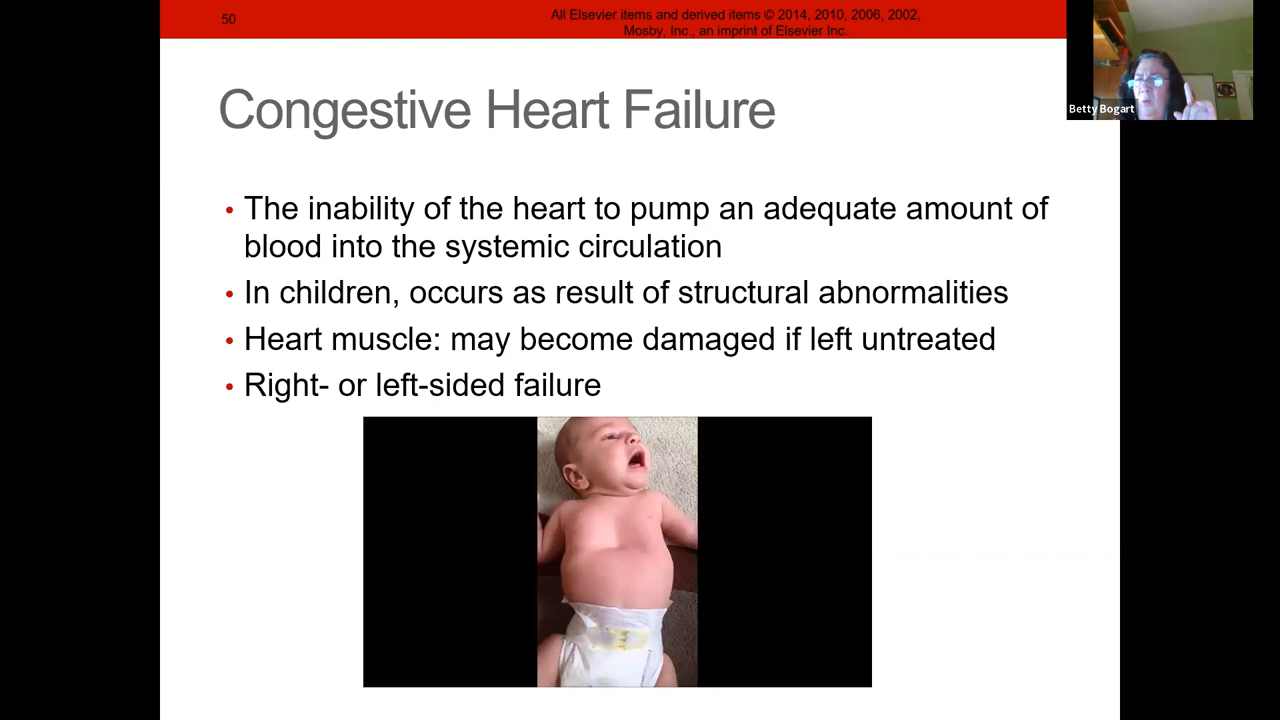 50
All Elsevier items and derived items © 2014, 2010, 2006, 2002,
Mosby, Inc., an imprint of Elsevier Inc.
Betty Bogart
Congestive Heart Failure
• The inability of the heart to pump an adequate amount of
blood into the systemic circulation
• In children, occurs as result of structural abnormalities
• Heart muscle: may become damaged if left untreated
• Right- or left-sided failure